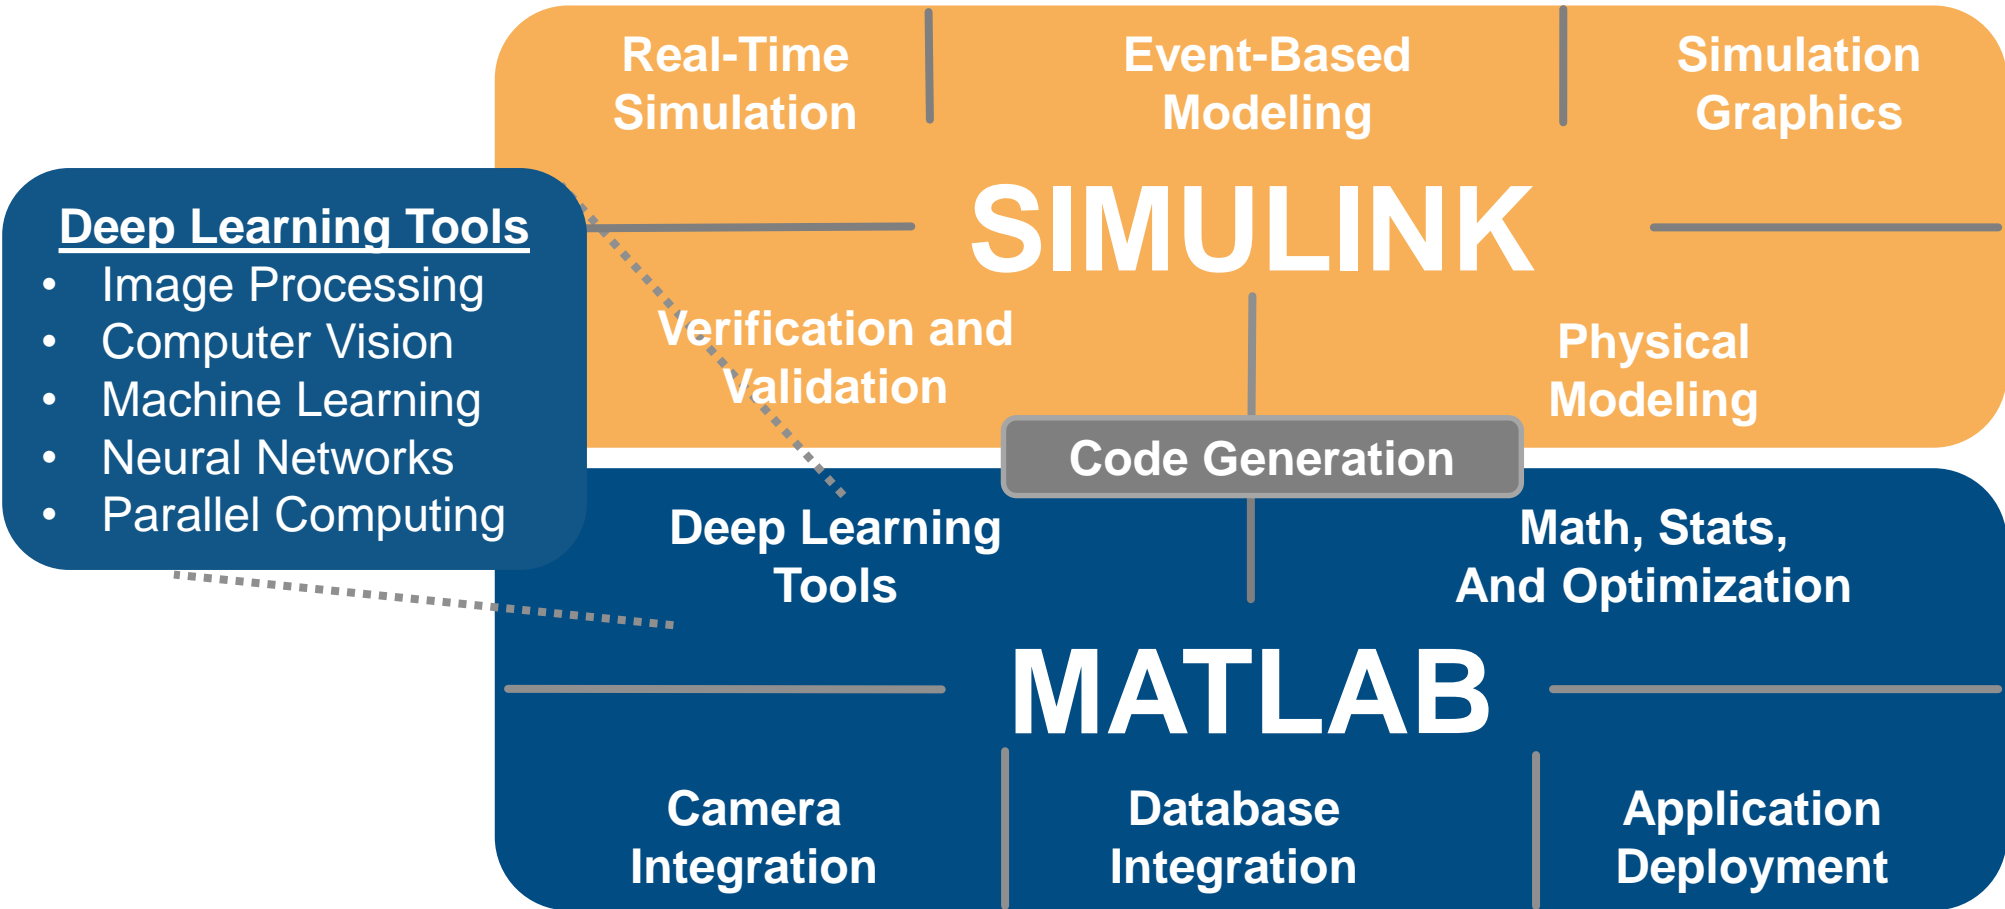 Real-Time
Simulation
Event-Based
Modeling
Simulation
Graphics
SIMULINK
Deep Learning Tools
• Image Processing
• Computer Vision
• Machine Learning
• Neural Networks
• Parallel Computing
Verification and
Validation
Physical
Modeling
Code Generation
Deep Learning
Tools
Math, Stats,
And Optimization
MATLAB
Camera
Integration
Database
Integration
Application
Deployment